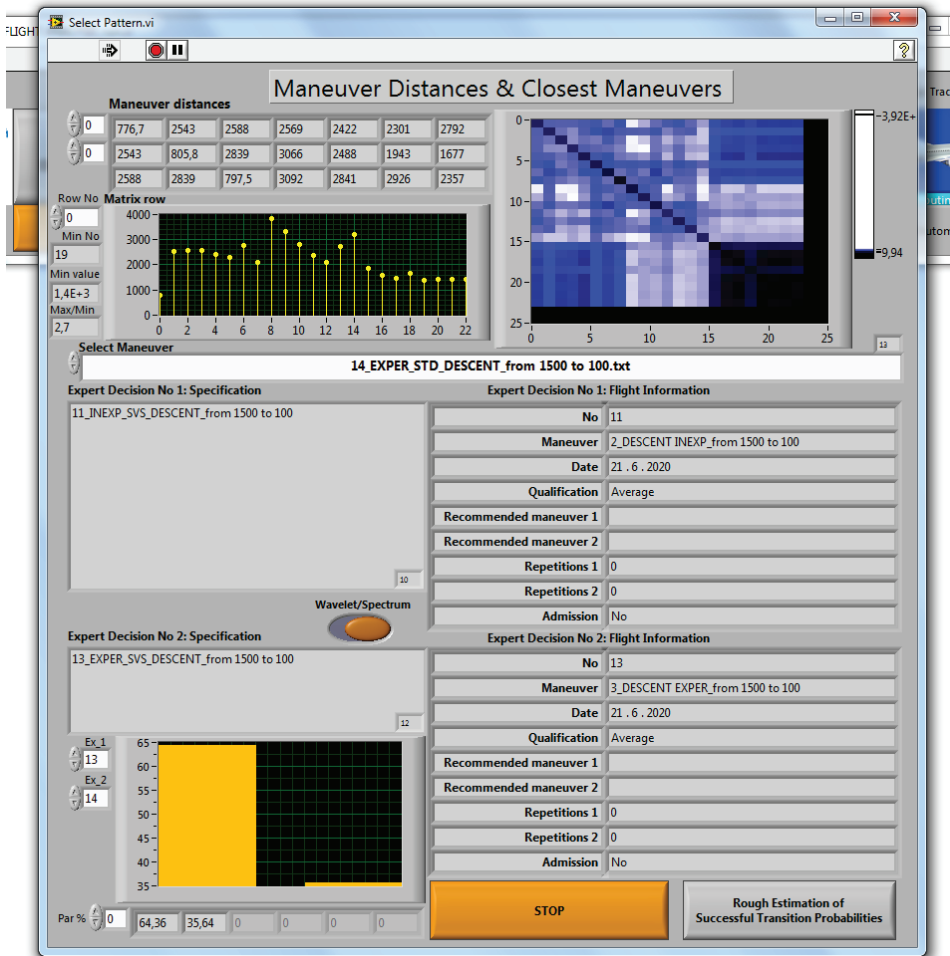 FLIGH
Select Pattern.vi
Trac
Maneuver Distances & Closest Maneuvers
Maneuver distances
0 776,7 2543 2588 2569 2422 2301 2792
0 2543 805,8 2839 3066 2488 1943 1677
2588 2839 797,5 3092 2841 2926 2357
Row No Matrix row
0
Min No
19
Min value
1,4E+3
Max/Min
2,7
4000
3000
2000
1000
0
0 2 4 6 8 10 12 14 16 18 20 22
0
5
10
15
20
25
0 5 10 15 20 25
-3,92E+
9,94
13
utin
utom
Select Maneuver
14_EXPER_STD_DESCENT_from 1500 to 100.txt
Expert Decision No 1: Specification
11_INEXP_SVS_DESCENT_from 1500 to 100
10
Expert Decision No 1: Flight Information
No 11
Maneuver 2_DESCENT INEXP_from 1500 to 100
Date 21 . 6 . 2020
Qualification Average
Recommended maneuver 1
Recommended maneuver 2
Repetitions 1 0
Repetitions 2 0
Admission No
Wavelet/Spectrum
Expert Decision No 2: Specification
13_EXPER_SVS_DESCENT_from 1500 to 100
12
Expert Decision No 2: Flight Information
No 13
Maneuver 3_DESCENT EXPER_from 1500 to 100
Date 21 . 6 . 2020
Qualification Average
Recommended maneuver 1
Recommended maneuver 2
Repetitions 1 0
Repetitions 2 0
Admission No
Ex_1
13
Ex_2
14
65
60
55
50
45
40
35
Par % 0 64,36 35,64 0 0 0 0
STOP
Rough Estimation of
Successful Transition Probabilities